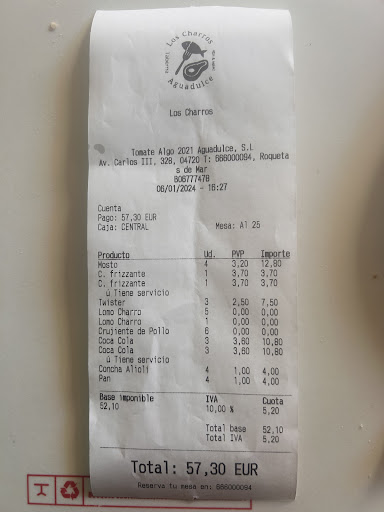 Los Charros
Aguadulce
Los Charros
Tomate Algo 2021 Aguadulce, S.L
Av. Carlos III, 328, 04720 T: 666000094, Roqueta
s de Mar
06/01/2024 - 16:27
Cuenta
Pago: 57,30 EUR
Caja: CENTRAL Mesa: Al 25
Producto Ud. PVP Importe
Mosto 4 3,20 12,80
C. frizzante 1 3,70 3,70
C. frizzante 1 3,70 3,70
ù Tiene servicio
Twister 3 2,50 7,50
Lomo Charro 5 0,00 0,00
Lomo Charro 1 0,00 0,00
Crujiente de Pollo 6 0,00 0,00
Coca Cola 3 3,60 10,80
Coca Cola 3 3,60 10,80
ù Tiene servicio
Concha Alioli 4 1,00 4,00
Pan 4 1,00 4,00
Base imponible IVA Cuota
52,10 10,00 % 5,20
Total base 52,10
Total IVA 5,20
Total: 57,30 EUR
Reserva tu mesa en: 666000094